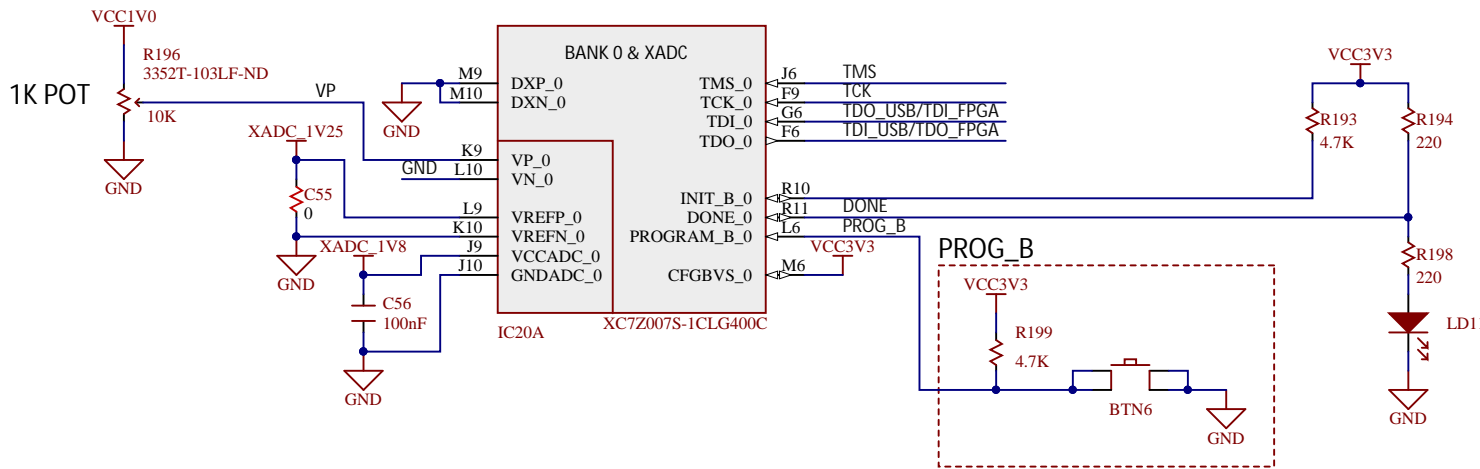 VCC1V0
R196
3352T-103LF-ND
1K POT
10K
VP
GND
XADC_1V25
C55
0
GND
GND
XADC_1V8
C56
100nF
GND
GND
BANK 0 & XADC
M9 DXP_0
M10 DXN_0
K9 VP_0
L10 VN_0
L9 VREFP_0
K10 VREFN_0
J9 VCCADC_0
J10 GNDADC_0
TMS_0 J6 TMS
TCK_0 F9 TCK
TDI_0 G6 TDO_USB/TDI_FPGA
TDO_0 F6 TDI_USB/TDO_FPGA
INIT_B_0 R10
DONE_0 R11 DONE
PROGRAM_B_0 L6 PROG_B
CFGBVS_0 M6 VCC3V3
IC20A
XC7Z007S-1CLG400C
VCC3V3
R193
4.7K
R194
220
R198
220
GND
PROG_B
VCC3V3
R199
4.7K
BTN6
GND